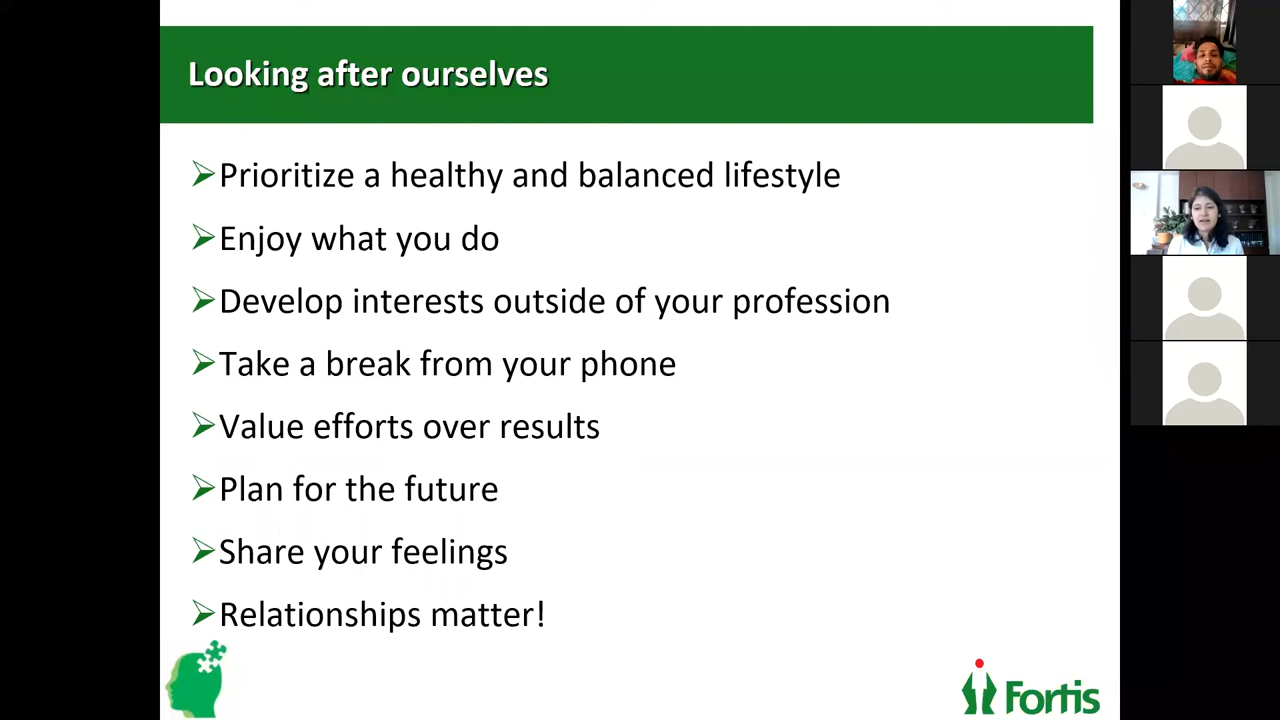 Looking after ourselves
Prioritize a healthy and balanced lifestyle
Enjoy what you do
Develop interests outside of your profession
Take a break from your phone
Value efforts over results
Plan for the future
Share your feelings
Relationships matter!
Fortis